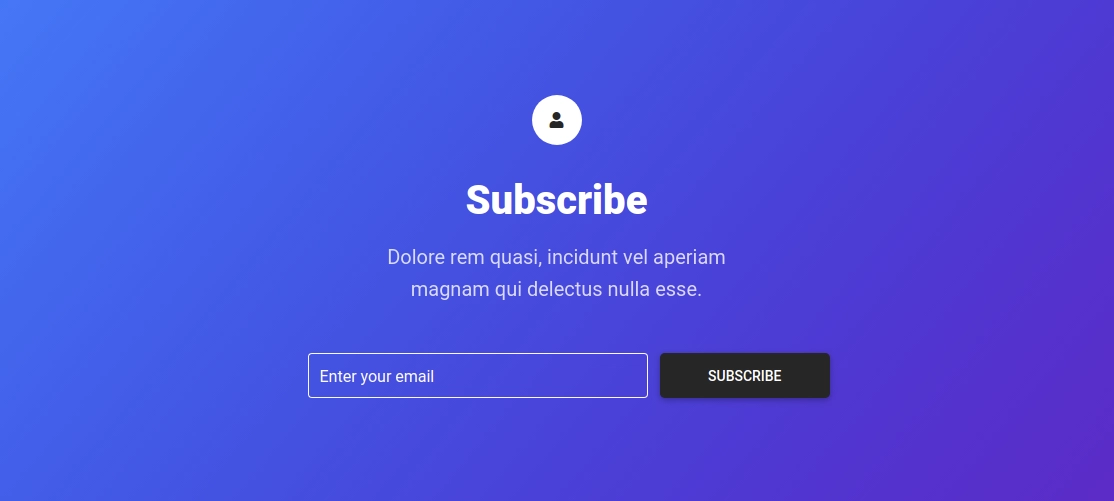 Subscribe
Dolore rem quasi, incidunt vel aperiam
magnam qui delectus nulla esse.
Enter your email
SUBSCRIBE